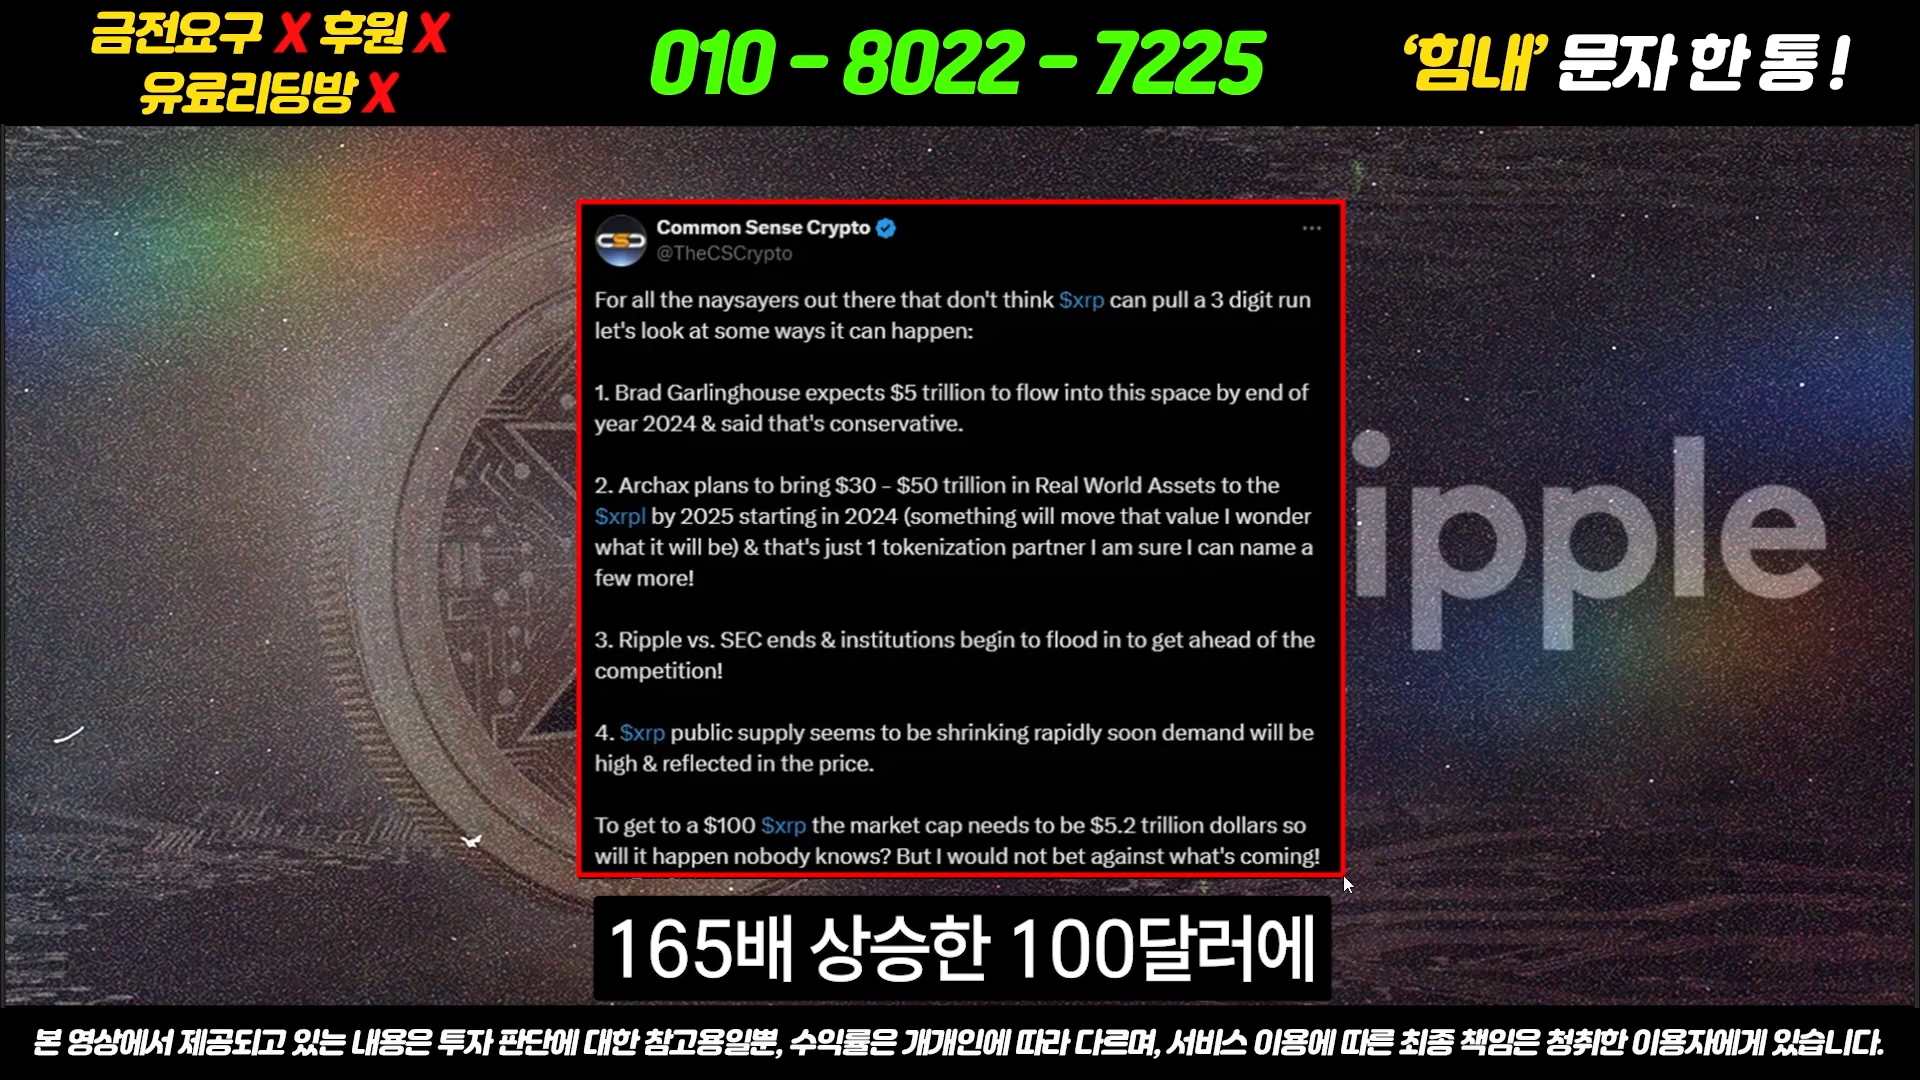 금전요구 X 후원 X
유료리딩방 X
010 - 8022 - 7225
'힘내' 문자 한 통 !
Common Sense Crypto
@TheCSCrypto
For all the naysayers out there that don't think $xrp can pull a 3 digit run
let's look at some ways it can happen:
1. Brad Garlinghouse expects $5 trillion to flow into this space by end of
year 2024 & said that's conservative.
2. Archax plans to bring $30 - $50 trillion in Real World Assets to the
$xrpl by 2025 starting in 2024 (something will move that value I wonder
what it will be) & that's just 1 tokenization partner I am sure I can name a
few more!
3. Ripple vs. SEC ends & institutions begin to flood in to get ahead of the
competition!
4. $xrp public supply seems to be shrinking rapidly soon demand will be
high & reflected in the price.
To get to a $100 $xrp the market cap needs to be $5.2 trillion dollars so
will it happen nobody knows? But I would not bet against what's coming!
ipple
165배 상승한 100달러에
본 영상에서 제공되고 있는 내용은 투자 판단에 대한 참고용일뿐, 수익률은 개개인에 따라 다르며, 서비스 이용에 따른 최종 책임은 청취한 이용자에게 있습니다.